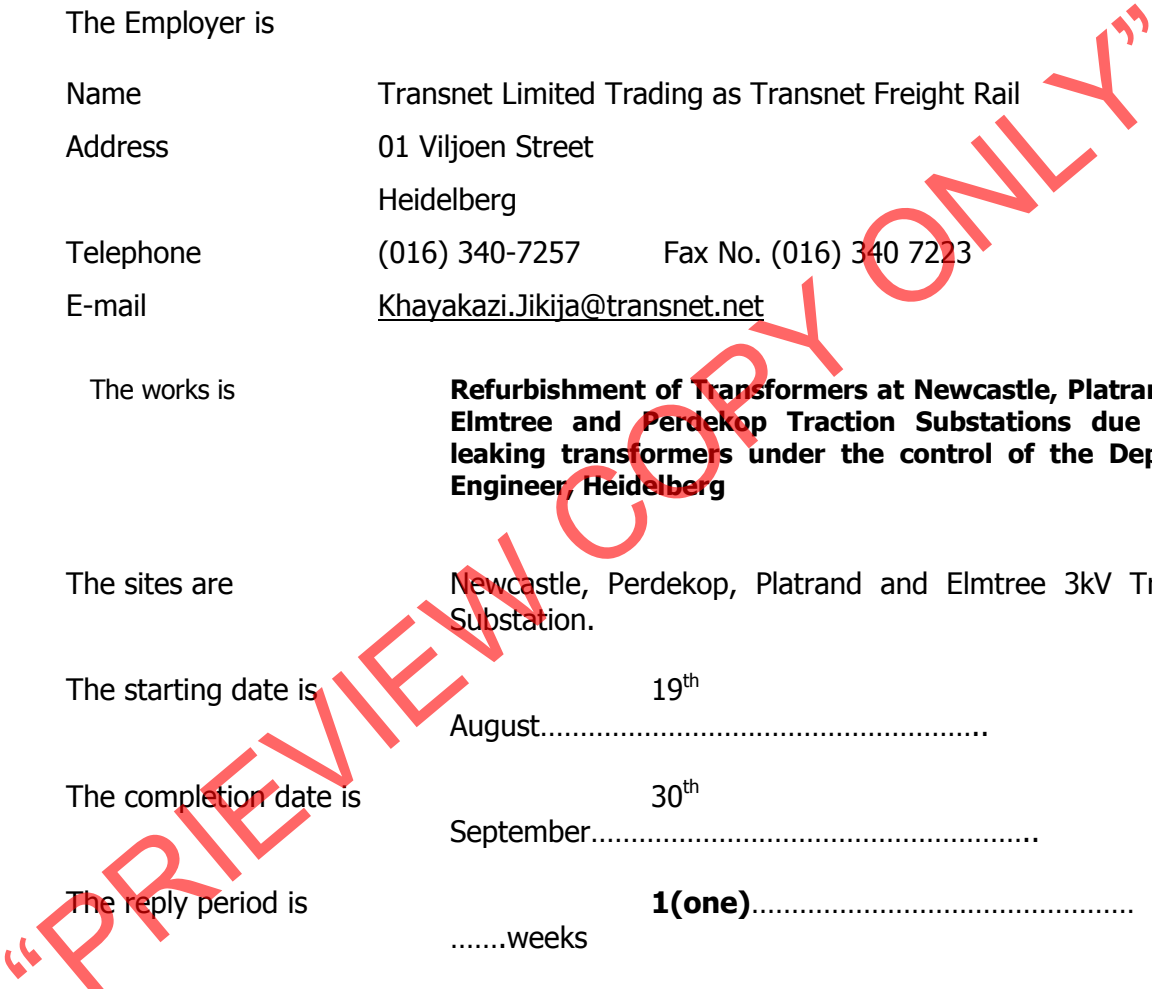 The Employer is
Name Transnet Limited Trading as Transnet Freight Rail
Address 01 Viljoen Street
Heidelberg
Telephone (016) 340-7257 Fax No. (016) 340 7223
E-mail Khayakazi.Jikija@transnet.net
The works is Refurbishment of Transformers at Newcastle, Platran
Elmtree and Perdekop Traction Substations due
leaking transformers under the control of the Dep
Engineer, Heidelberg
The sites are Newcastle, Perdekop, Platrand and Elmtree 3kV Tr
Substation.
The starting date is 19th
August……………………………………………..
The completion date is 30th
September………………………………………………..
The reply period is 1(one)…………………………………………
…….weeks
“PRIEVIEW COPY ONLY”